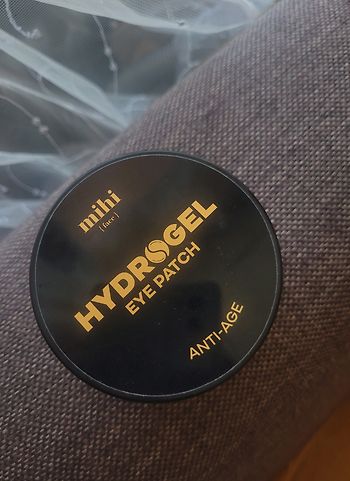 mihi
[face]
HYDROGEL
EYE PATCH
ANTI-AGE